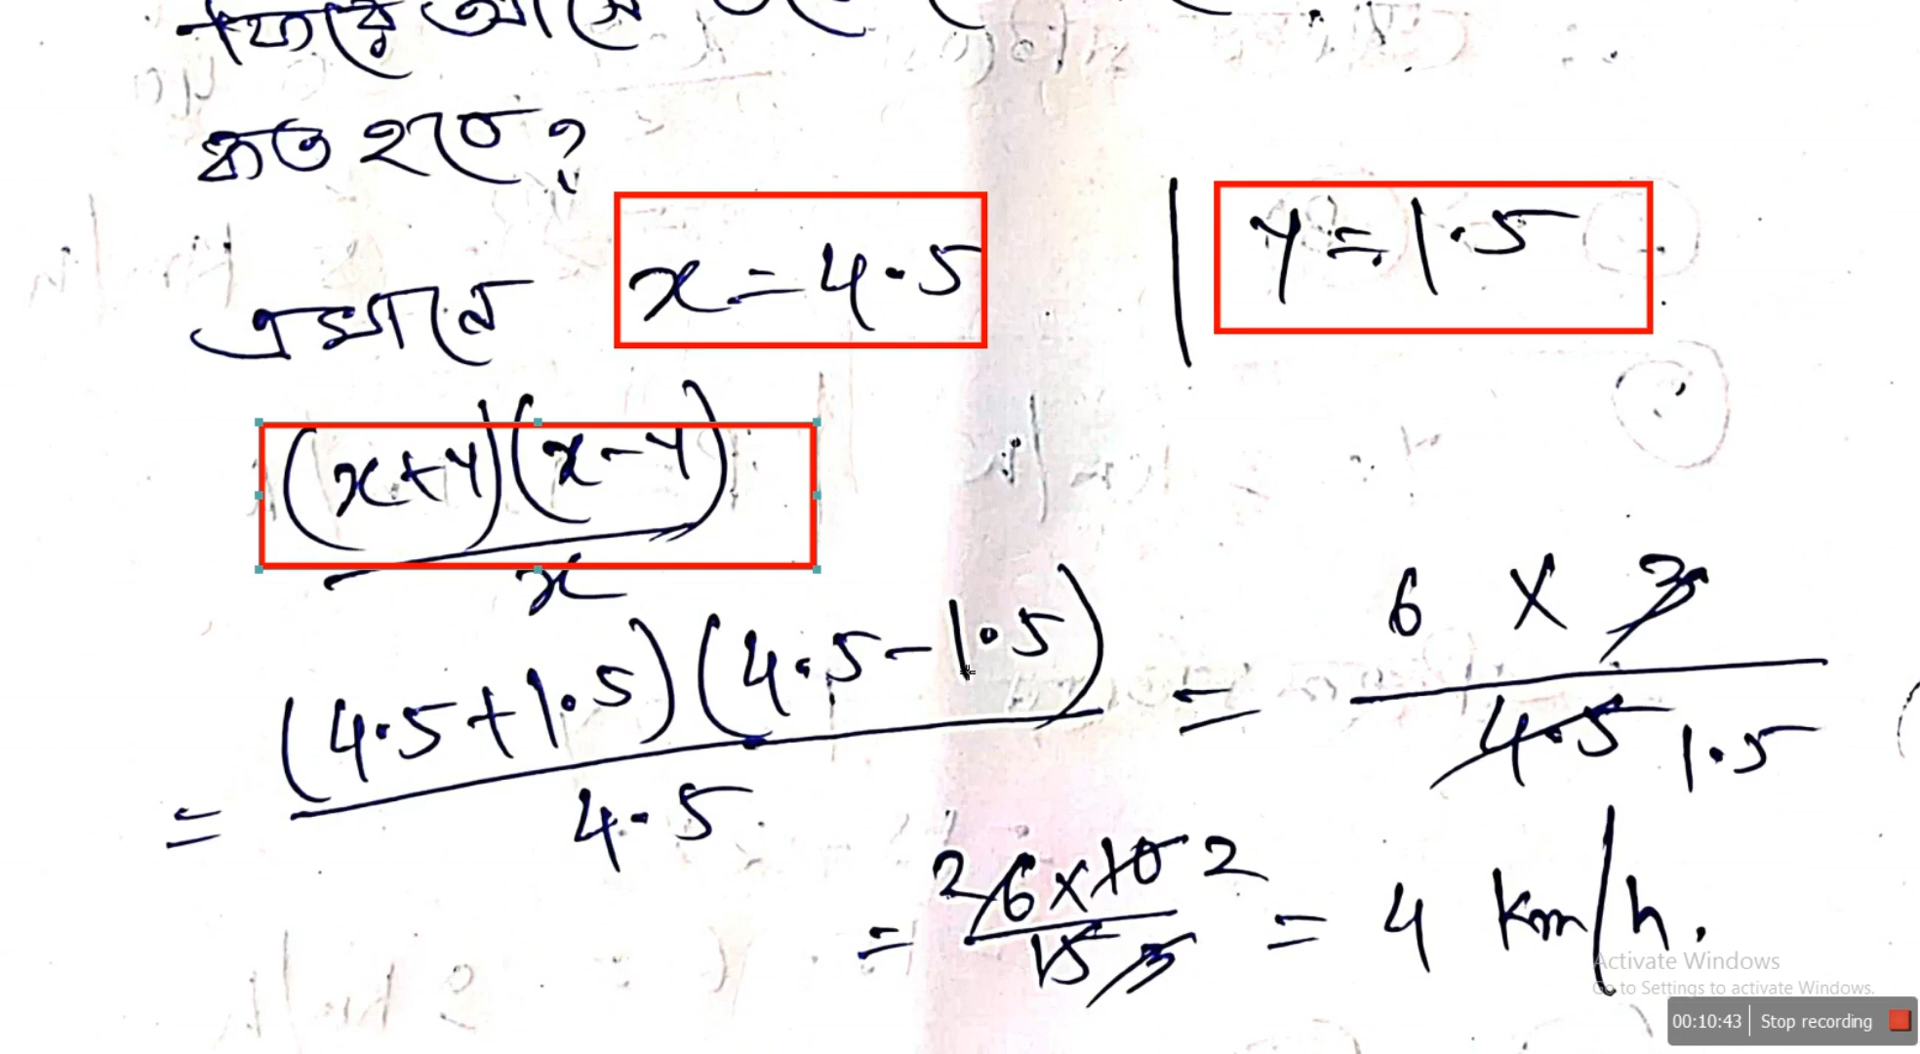 ফিরে আসে
কত হবে?
এখানে x = 4.5 | y = 1.5
(x+y)(x-y)
x
= (4.5+1.5)(4.5-1.5) = 6 X 3
4.5 4.5 1.5
= 2 6 x 10 2 = 4 km/h.
15 3
Activate Windows
Go to Settings to activate Windows.
00:10:43 Stop recording